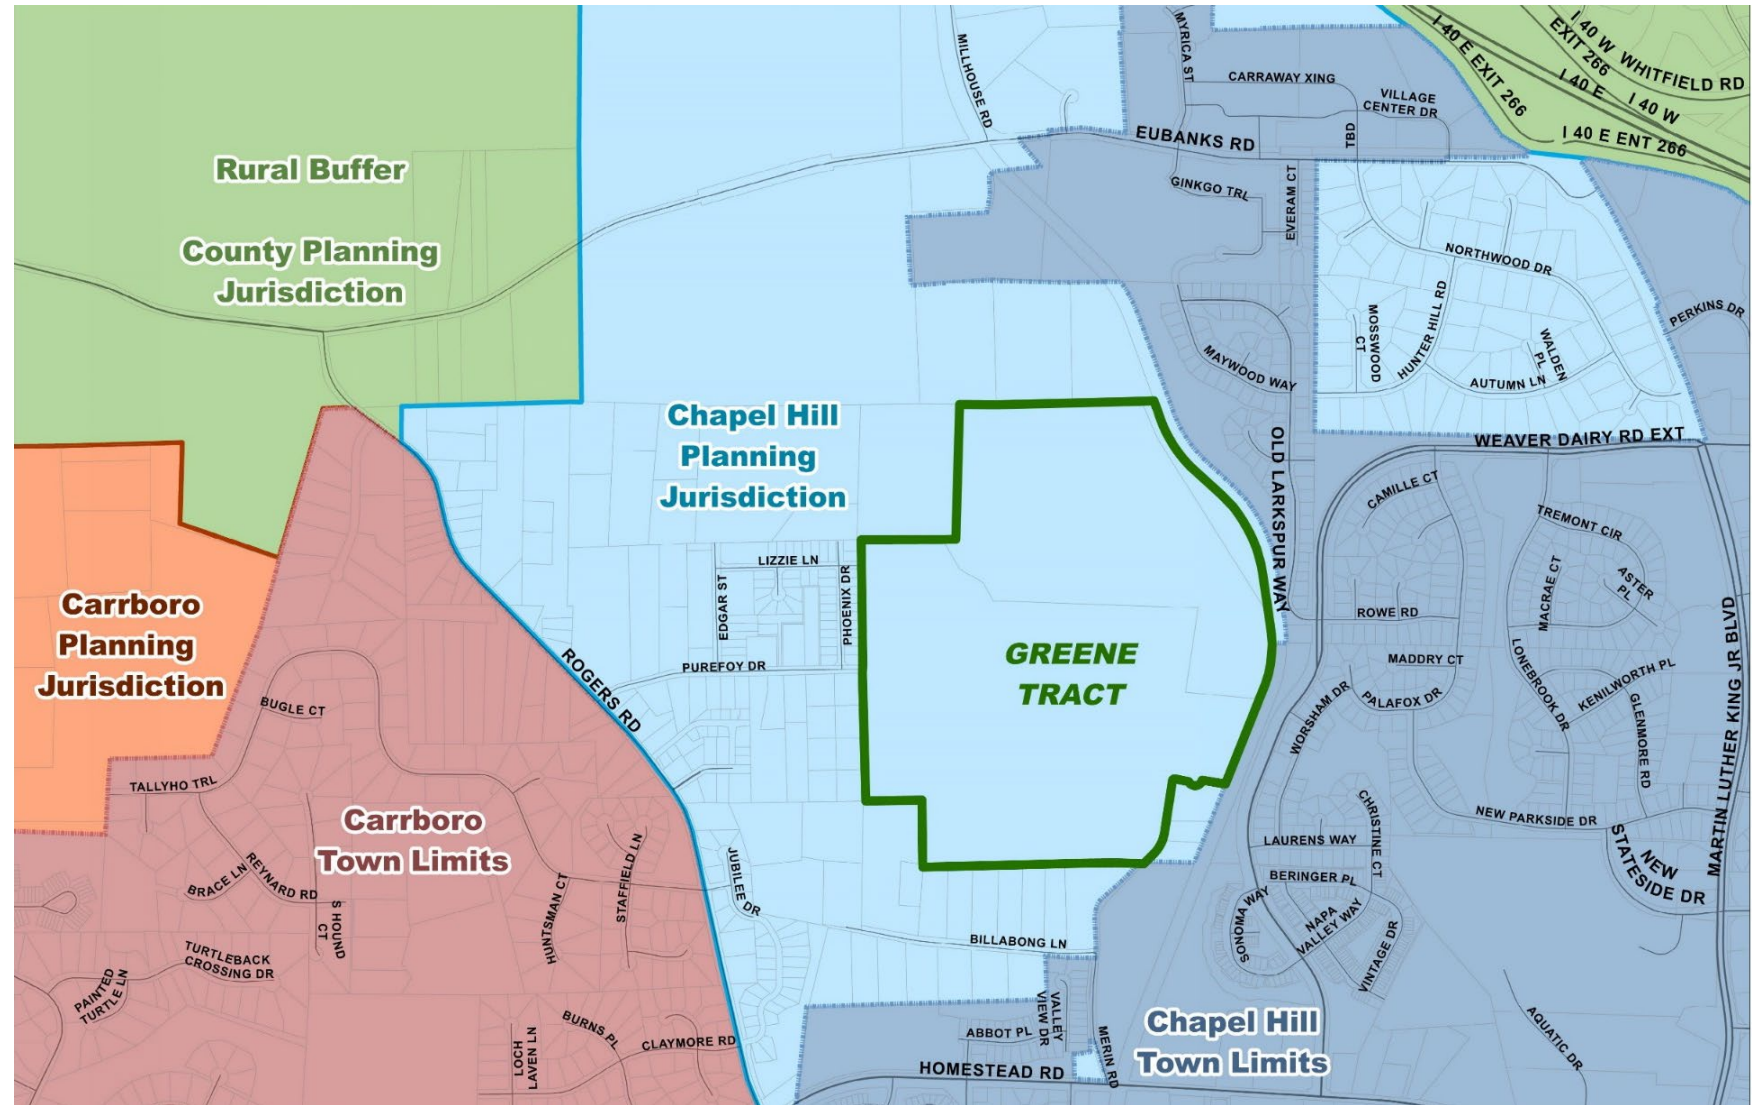 MYRICA ST
MILLHOUSE RD
CARRAWAY XING
VILLAGE
CENTER DR
TBD
EUBANKS RD
GINKGO TRL
EVERAM CT
I 40 E EXIT 266
I 40 W
EXIT 266
WHITFIELD RD
I 40 E
I 40 W
I 40 E ENT 266
Rural Buffer
County Planning
Jurisdiction
NORTHWOOD DR
MOSSWOOD
CT
HUNTER HILL RD
WALDEN
PL
AUTUMN LN
PERKINS DR
MAYWOOD WAY
WEAVER DAIRY RD EXT
OLD LARKSPUR WAY
Chapel Hill
Planning
Jurisdiction
CAMILLE CT
TREMONT CIR
MACRAE CT
ASTER
PL
LIZZIE LN
EDGAR ST
PHOENIX DR
PUREFOY DR
ROGERS RD
Carrboro
Planning
Jurisdiction
GREENE
TRACT
ROWE RD
MADDRY CT
PALAFOX DR
WORSHAM DR
LONEBROOK DR
KENILWORTH PL
GLENMORE RD
MARTIN LUTHER KING JR BLVD
BUGLE CT
TALLYHO TRL
Carrboro
Town Limits
BRACE LN
REYNARD RD
S HOUND
CT
HUNTSMAN CT
STAFFIELD LN
JUBILEE DR
TURTLEBACK
CROSSING DR
PAINTED
TURTLE LN
NEW PARKSIDE DR
NEW
STATESIDE DR
CHRISTINE CT
LAURENS WAY
BERINGER PL
SONOMA WAY
NAPA
VALLEY WAY
VINTAGE DR
BILLABONG LN
VALLEY
VIEW DR
ABBOT PL
MERIN RD
HOMESTEAD RD
Chapel Hill
Town Limits
AQUATIC DR
BURNS PL
LOCH
LAVEN LN
CLAYMORE RD